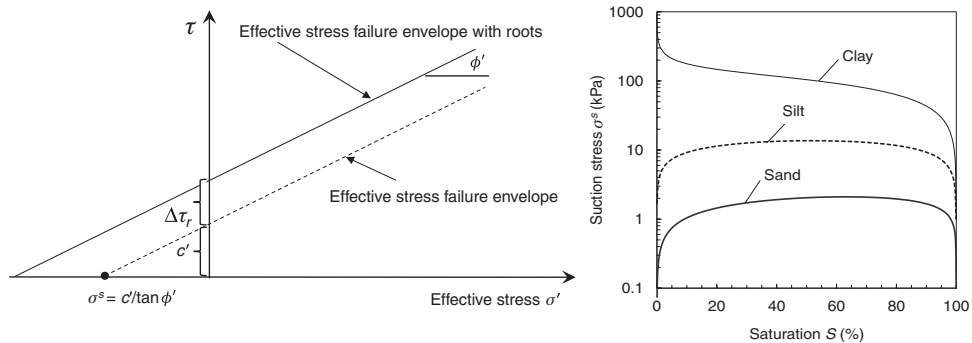 τ
Effective stress failure envelope with roots
ϕ′
Effective stress failure envelope
Δτr
c′
σs = c′/tan ϕ′
Effective stress σ′
Suction stress σs (kPa)
1000
100
10
1
0.1
Clay
Silt
Sand
0 20 40 60 80 100
Saturation S (%)